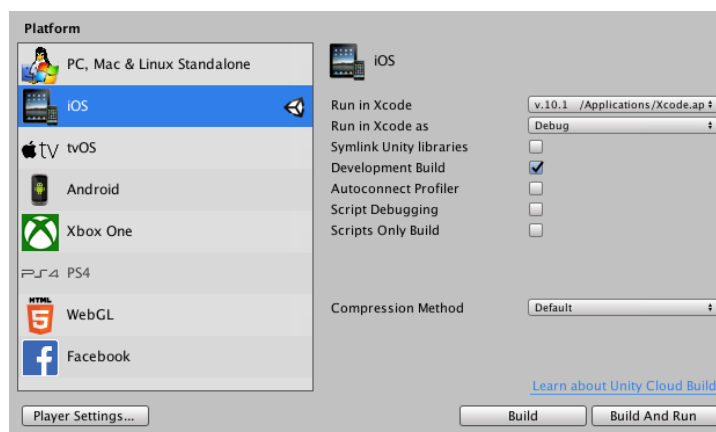 Platform
PC, Mac & Linux Standalone
iOS
tvOS
Android
Xbox One
PS4
HTML
WebGL
Facebook
Player Settings...
iOS
Run in Xcode v.10.1 /Applications/Xcode.ap
Run in Xcode as Debug
Symlink Unity libraries
Development Build
Autoconnect Profiler
Script Debugging
Scripts Only Build
Compression Method Default
Learn about Unity Cloud Build
Build Build And Run